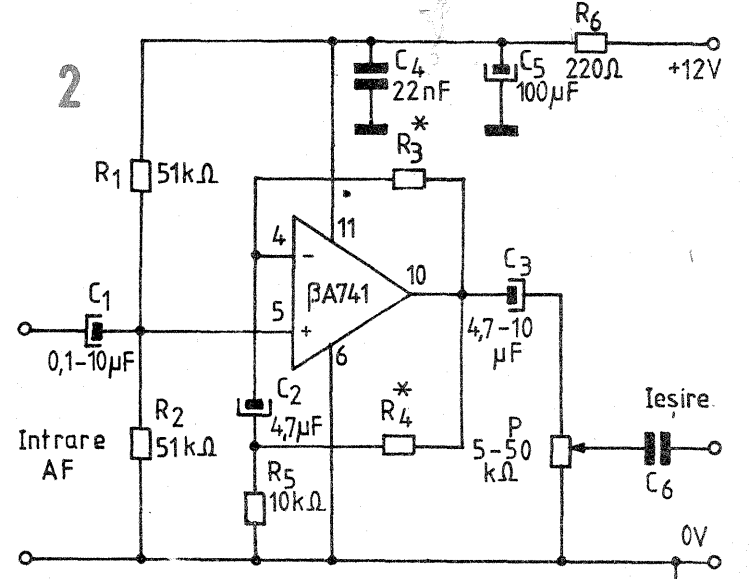 2
R6
220Ω
+12V
C4
22nF
C5
100µF
R3*
R1 51kΩ
4
11
-
βA741
10
C3
4,7-10
µF
C1
0,1-10µF
5
+
6
C2
4,7µF
R4*
R2
51kΩ
Intrare
AF
P
5-50
kΩ
Iesire
C6
R5
10kΩ
0V